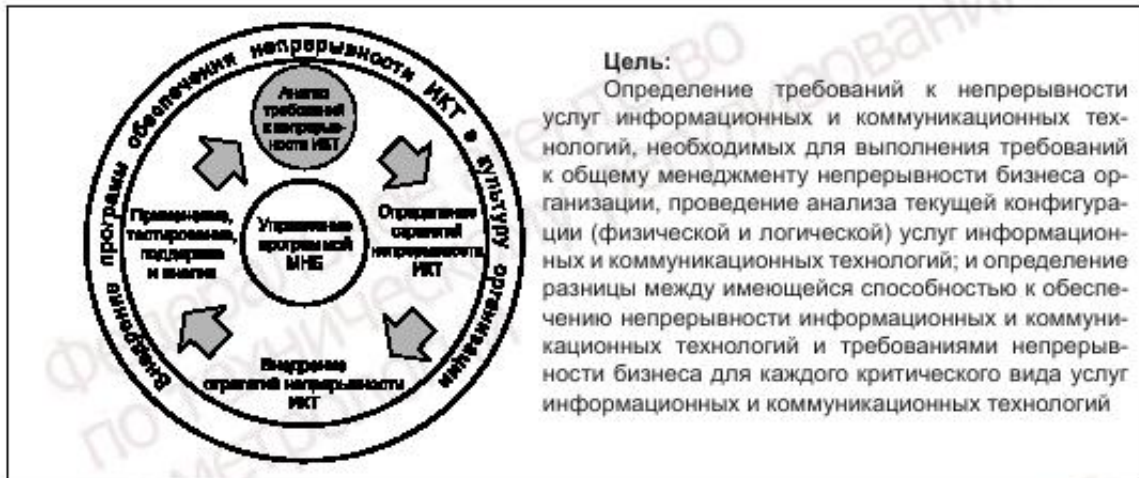 Внедрение программы обеспечения непрерывности ИКТ в культуру организации
Анализ
требований
к непрерыв-
ности ИКТ
Определение
стратегий
непрерывности
ИКТ
Внедрение
стратегий непрерывности
ИКТ
Проверение,
тестирование,
поддержка
и анализ
Управление
программой
МНБ
Цель:
Определение требований к непрерывности
услуг информационных и коммуникационных тех-
нологий, необходимых для выполнения требований
к общему менеджменту непрерывности бизнеса ор-
ганизации, проведение анализа текущей конфигура-
ции (физической и логической) услуг информацион-
ных и коммуникационных технологий; и определение
разницы между имеющейся способностью к обеспе-
чению непрерывности информационных и коммуни-
кационных технологий и требованиями непрерыв-
ности бизнеса для каждого критического вида услуг
информационных и коммуникационных технологий